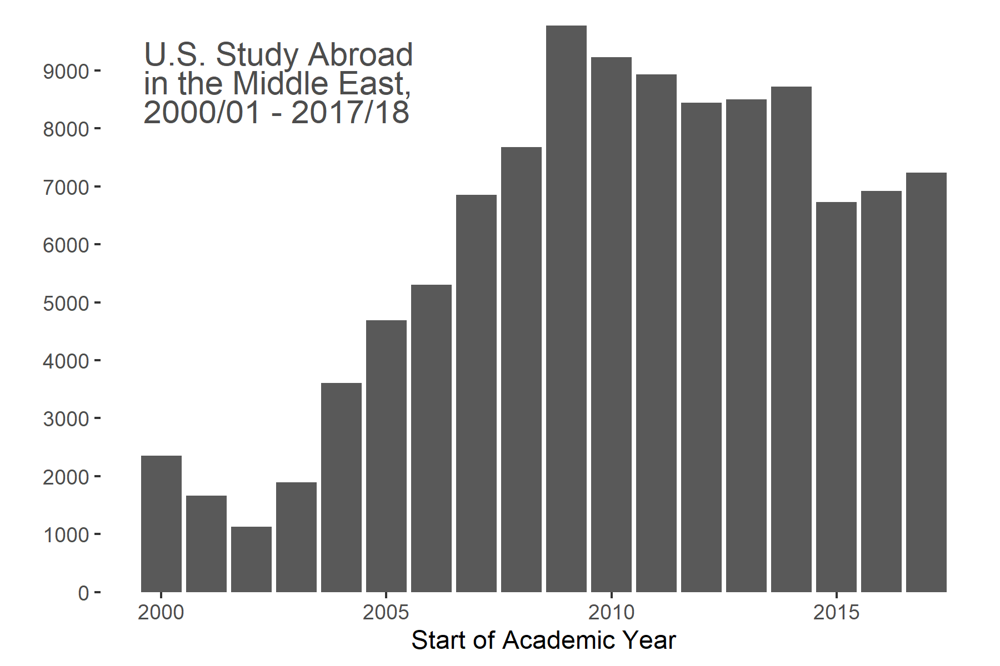 U.S. Study Abroad
in the Middle East,
2000/01 - 2017/18
9000
8000
7000
6000
5000
4000
3000
2000
1000
0
2000 2005 2010 2015
Start of Academic Year